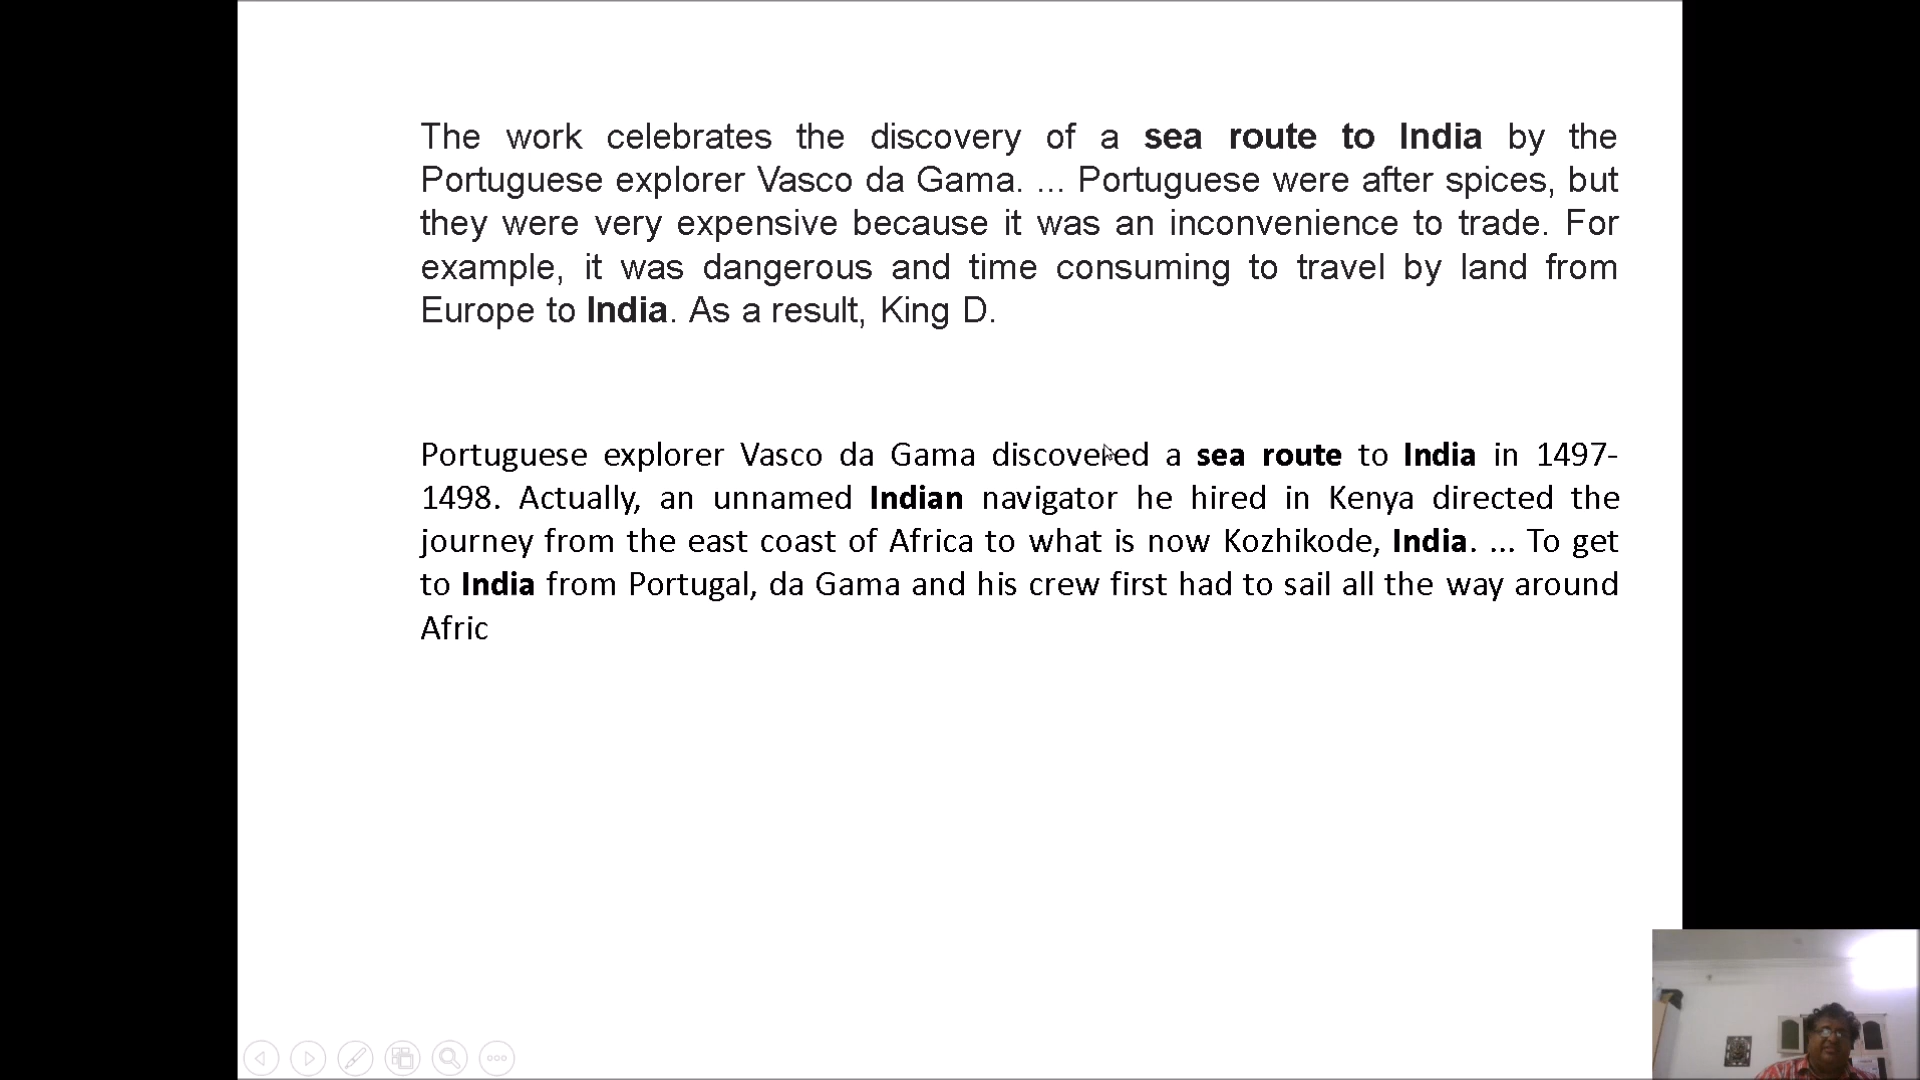 The work celebrates the discovery of a sea route to India by the
Portuguese explorer Vasco da Gama. ... Portuguese were after spices, but
they were very expensive because it was an inconvenience to trade. For
example, it was dangerous and time consuming to travel by land from
Europe to India. As a result, King D.
Portuguese explorer Vasco da Gama discovered a sea route to India in 1497-
1498. Actually, an unnamed Indian navigator he hired in Kenya directed the
journey from the east coast of Africa to what is now Kozhikode, India. ... To get
to India from Portugal, da Gama and his crew first had to sail all the way around
Afric